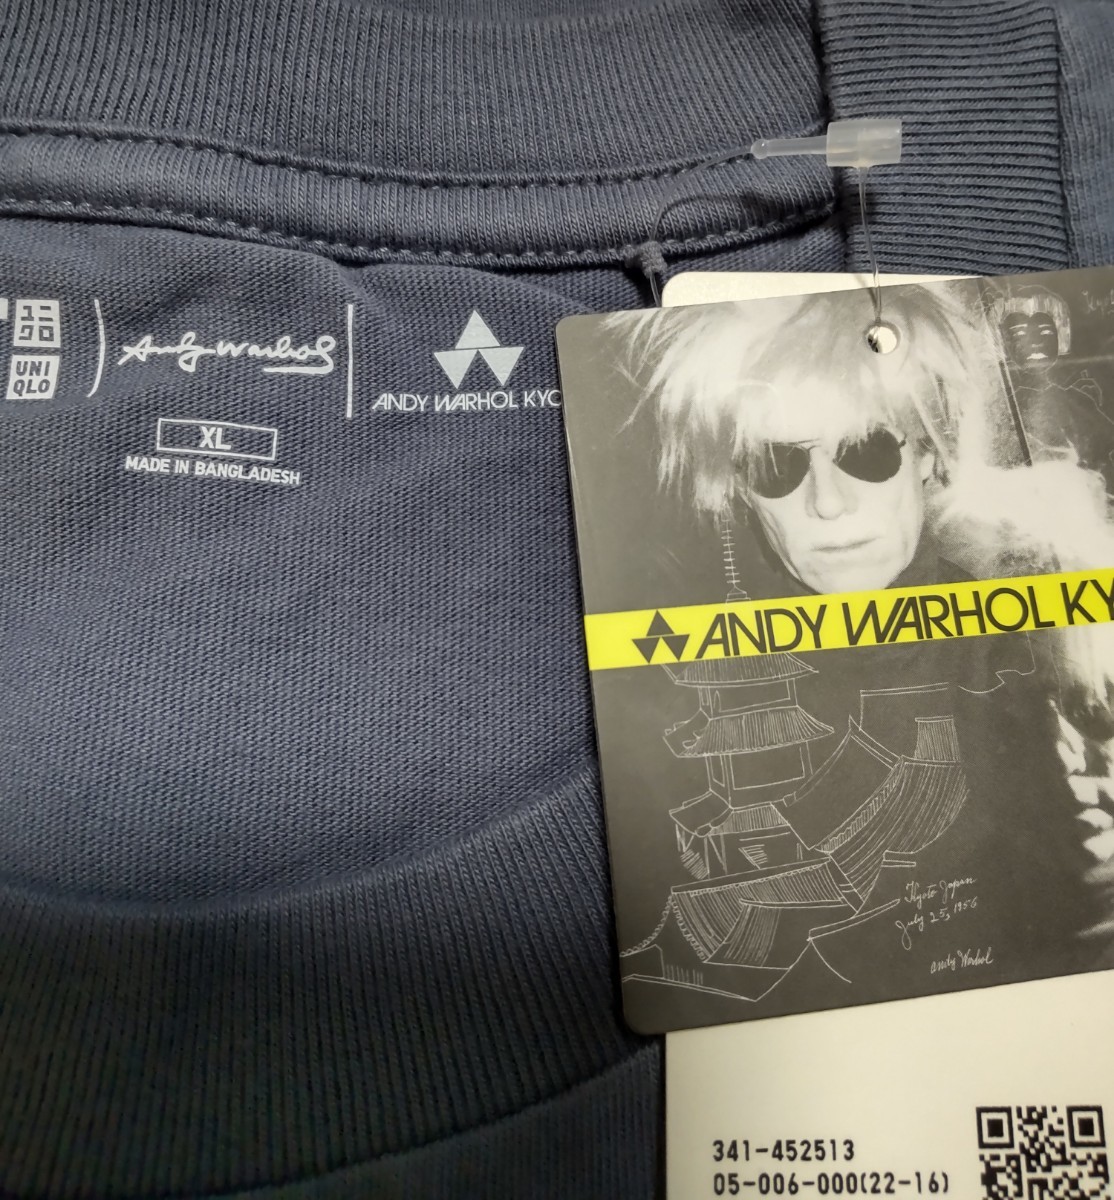 UNI
QLO
Andy Warhol
ANDY WARHOL KYO
XL
MADE IN BANGLADESH
ANDY WARHOL KY
Kyoto Japan
July 25, 1956
Andy Warhol
341-452513
05-006-000(22-16)